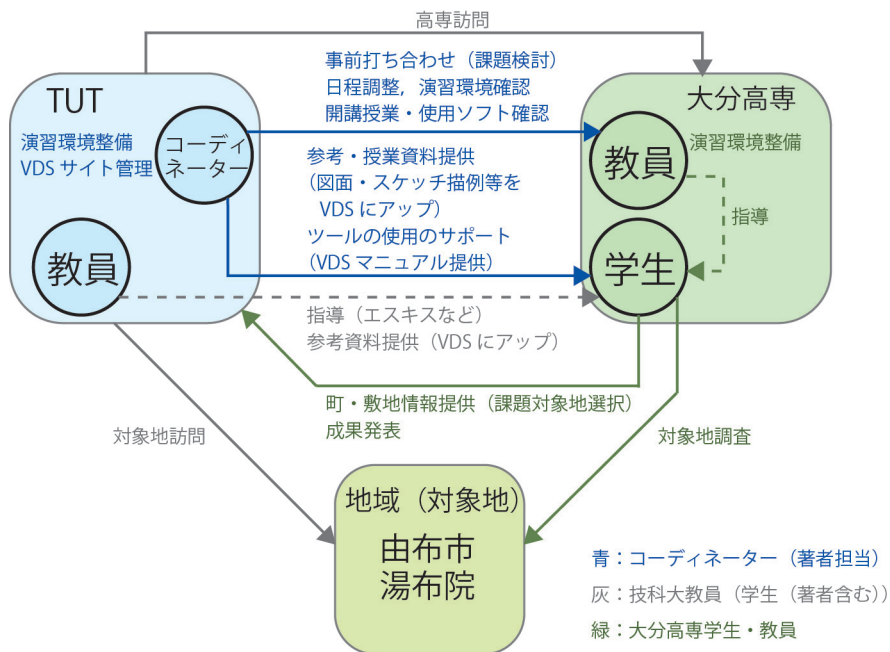 高専訪問
TUT
演習環境整備
VDS サイト管理
コーディ
ネーター
教員
事前打ち合わせ（課題検討）
日程調整，演習環境確認
開講授業・使用ソフト確認
参考・授業資料提供
（図面・スケッチ描例等を
VDS にアップ）
ツールの使用のサポート
（VDS マニュアル提供）
大分高専
教員
演習環境整備
指導
学生
指導（エスキスなど）
参考資料提供（VDS にアップ）
町・敷地情報提供（課題対象地選択）
成果発表
対象地訪問
対象地調査
地域（対象地）
由布市
湯布院
青：コーディネーター（著者担当）
灰：技科大教員（学生（著者含む））
緑：大分高専学生・教員